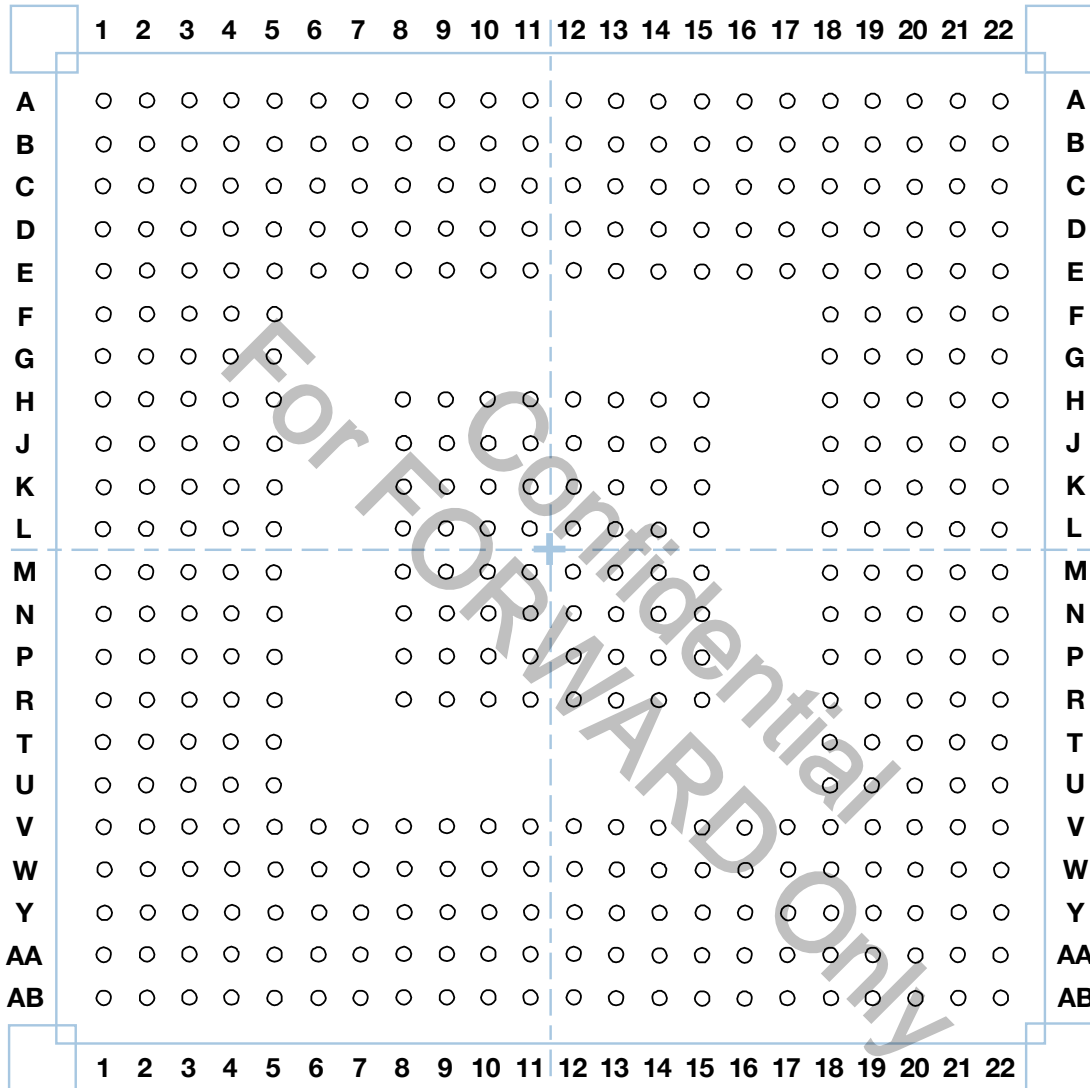 1 2 3 4 5 6 7 8 9 10 11 12 13 14 15 16 17 18 19 20 21 22
A A
B B
C C
D D
E E
F F
G G
H H
J J
K K
L L
M M
N N
P P
R R
T T
U U
V V
W W
Y Y
AA AA
AB AB
1 2 3 4 5 6 7 8 9 10 11 12 13 14 15 16 17 18 19 20 21 22
Confidential
For FORWARD Only